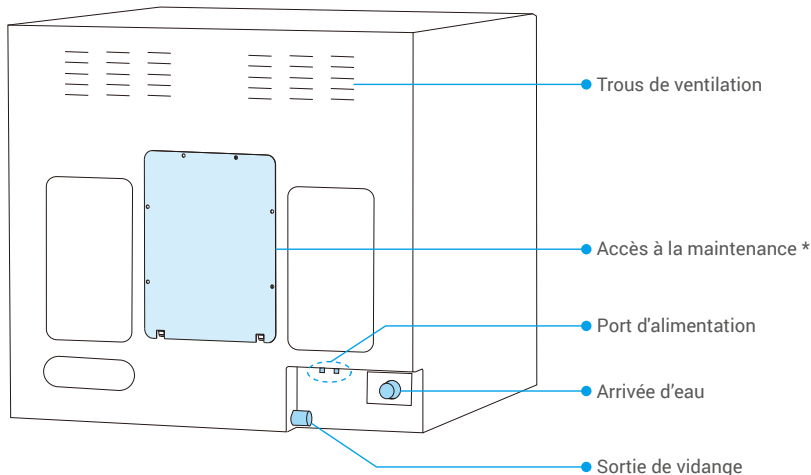 Trous de ventilation
Accès à la maintenance *
Port d'alimentation
Arrivée d’eau
Sortie de vidange